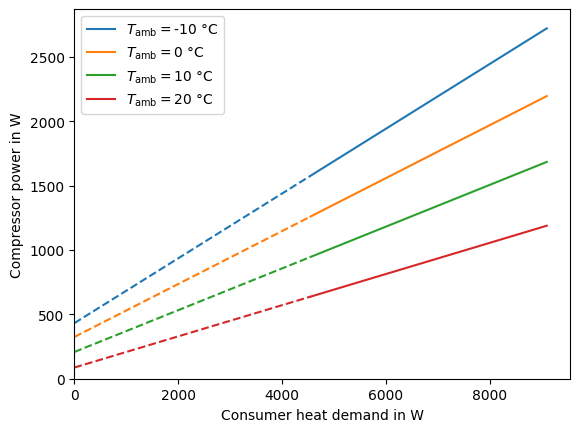 T_amb = -10 °C
T_amb = 0 °C
T_amb = 10 °C
T_amb = 20 °C
2500
2000
1500
1000
500
0
0 2000 4000 6000 8000
Compressor power in W
Consumer heat demand in W